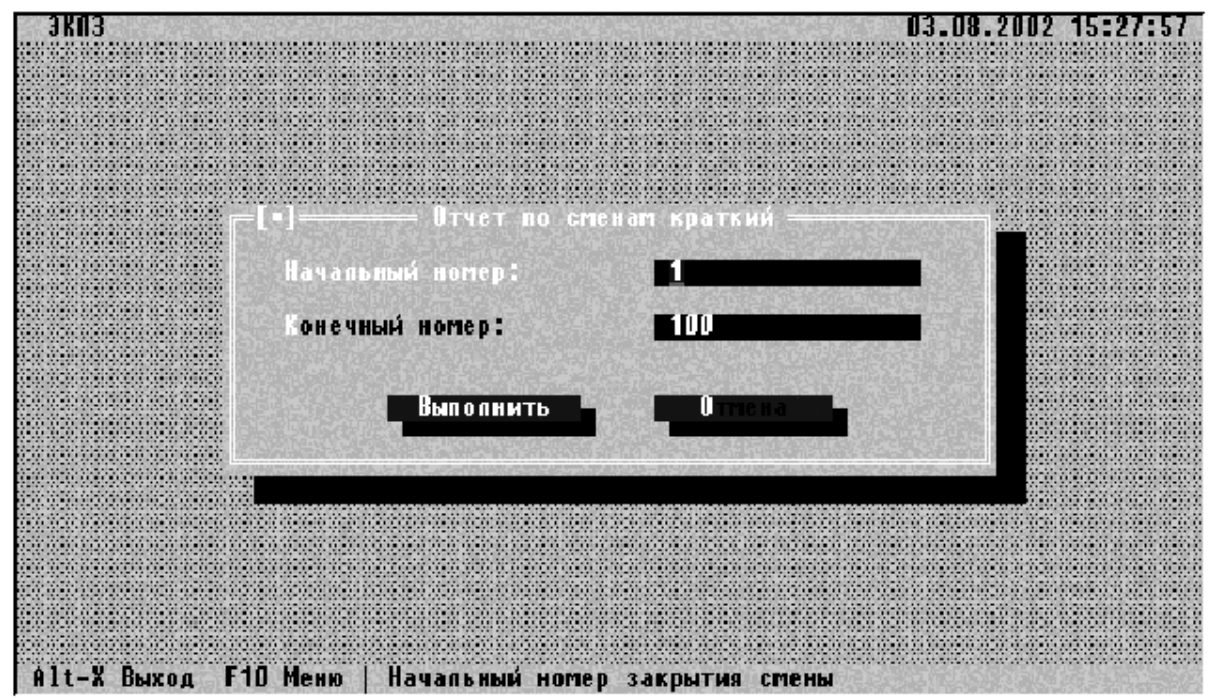 ЭКЛЗ 03.08.2002 15:27:57
[▪] Отчет по сменам краткий
Начальный номер: 1
Конечный номер: 100
Выполнить Отмена
Alt-X Выход F10 Меню | Начальный номер закрытия смены